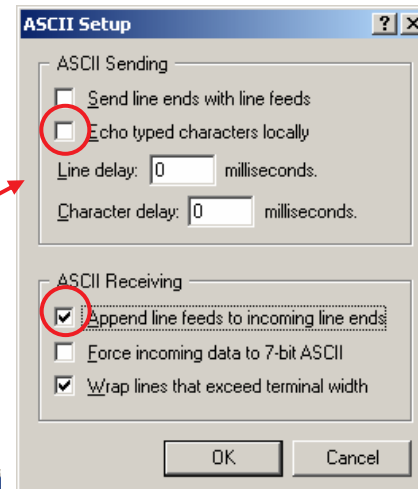 ASCII Setup
ASCII Sending
Send line ends with line feeds
Echo typed characters locally
Line delay: 0 milliseconds.
Character delay: 0 milliseconds.
ASCII Receiving
Append line feeds to incoming line ends
Force incoming data to 7-bit ASCII
Wrap lines that exceed terminal width
OK Cancel